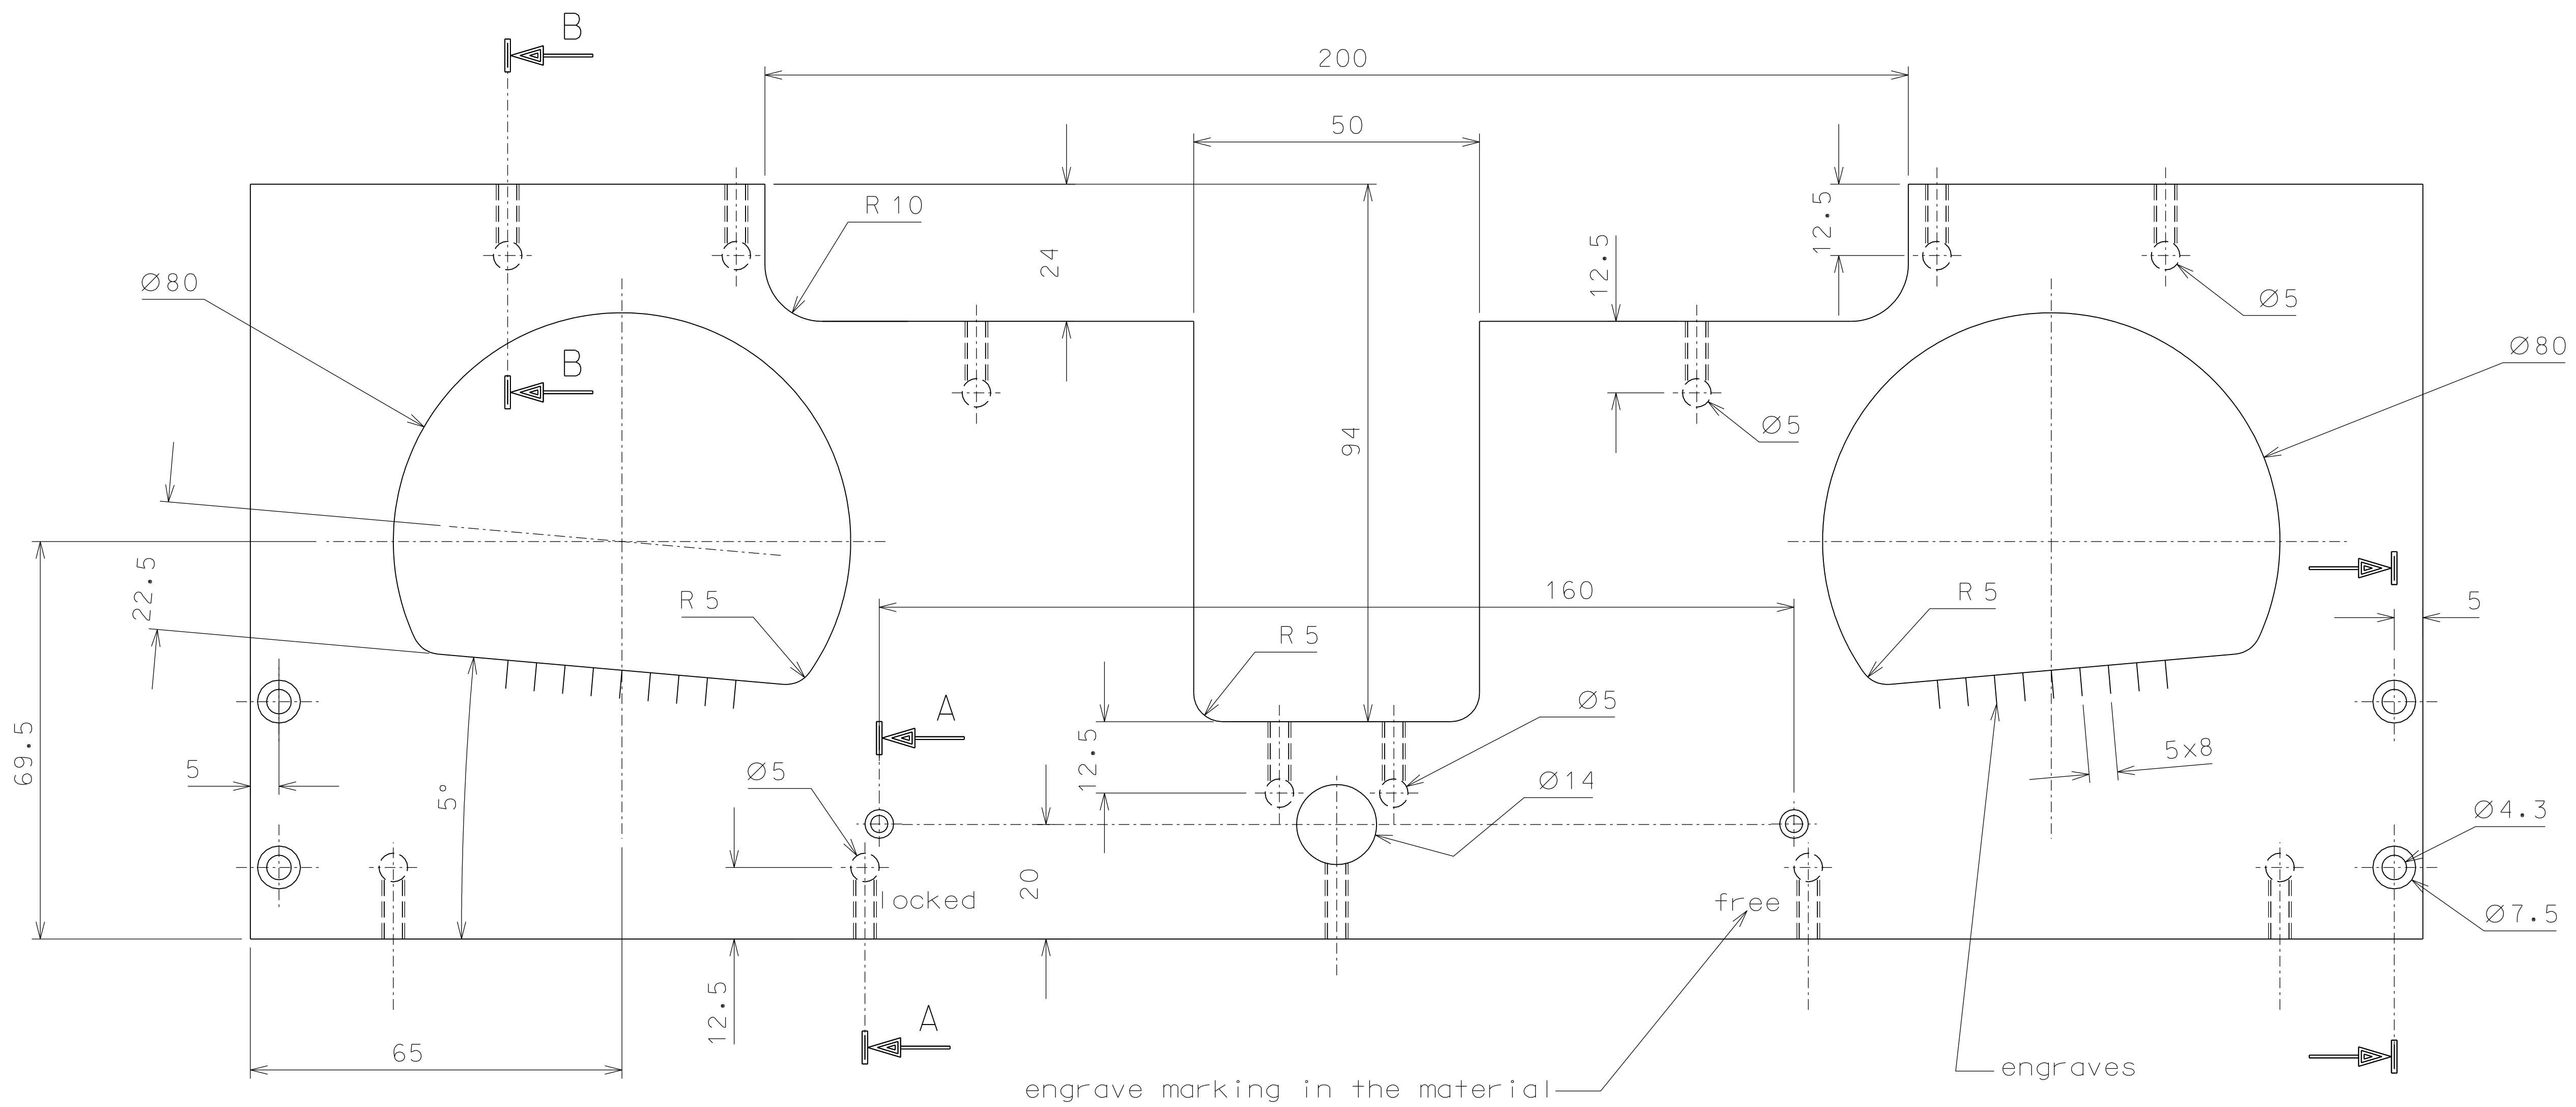 B
200
50
R 10
24
12.5
12.5
Ø80
Ø5
Ø80
B
94
Ø5
22.5
R 5
160
R 5
5
R 5
69.5
A
Ø5
12.5
5x8
5
5°
Ø5
Ø14
Ø4.3
20
locked
free
Ø7.5
12.5
A
65
engraves
engrave marking in the material